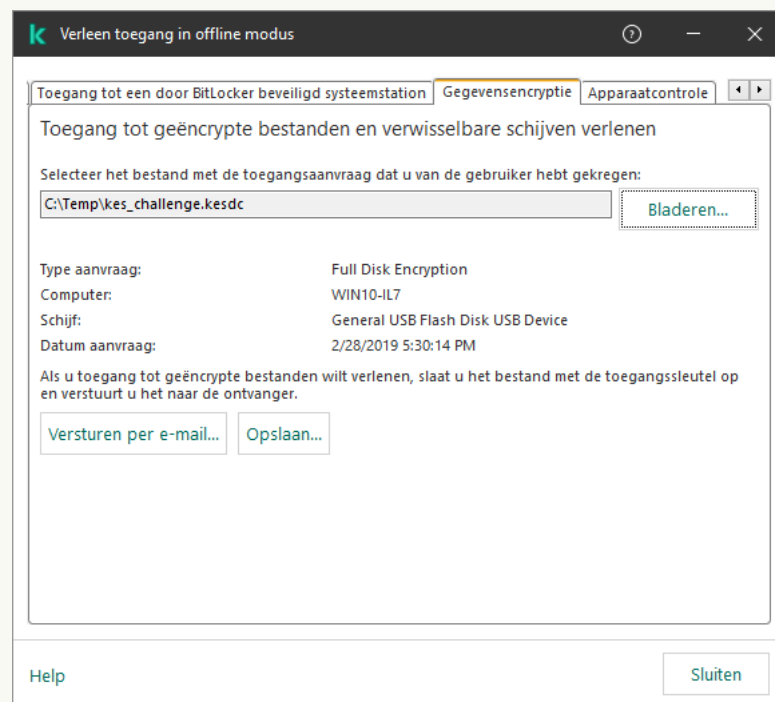 Verleen toegang in offline modus
Toegang tot een door BitLocker beveiligd systeemstation
Gegevensencryptie
Apparaatcontrole
Toegang tot geëncrypte bestanden en verwisselbare schijven verlenen
Selecteer het bestand met de toegangsaanvraag dat u van de gebruiker hebt gekregen:
C:\Temp\kes_challenge.kesdc
Bladeren...
Type aanvraag: Full Disk Encryption
Computer: WIN10-IL7
Schijf: General USB Flash Disk USB Device
Datum aanvraag: 2/28/2019 5:30:14 PM
Als u toegang tot geëncrypte bestanden wilt verlenen, slaat u het bestand met de toegangssleutel op
en verstuurt u het naar de ontvanger.
Versturen per e-mail...
Opslaan...
Help
Sluiten